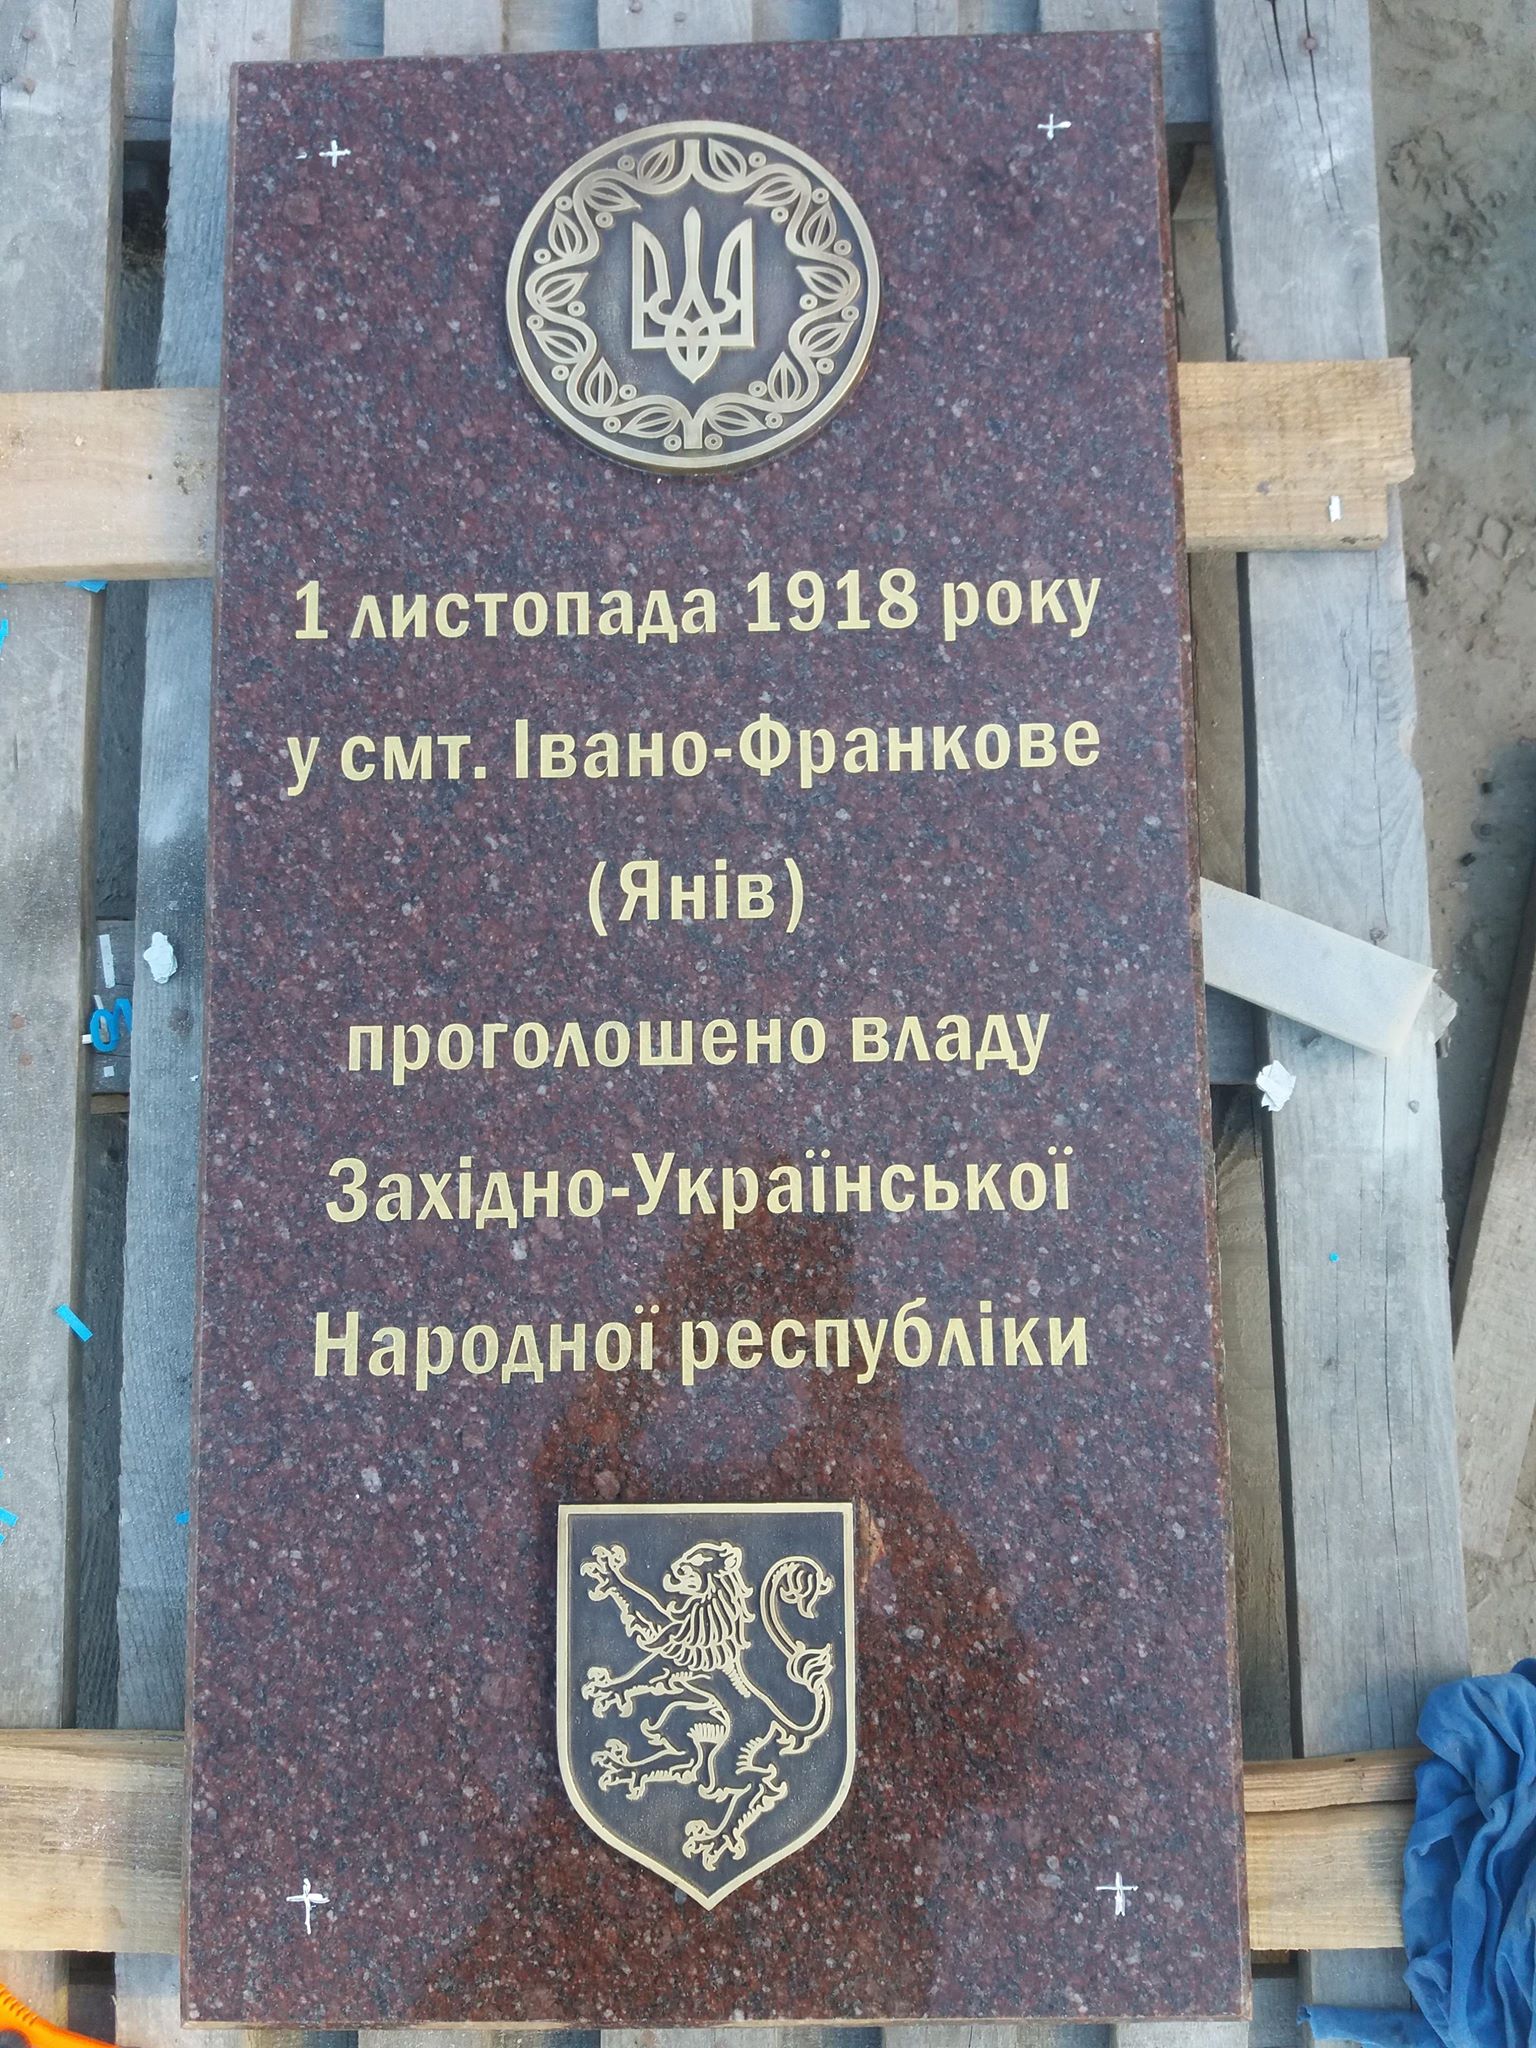 1 листопада 1918 року
у смт. Івано-Франкове
(Янів)
проголошено владу
Західно-Української
Народної республіки